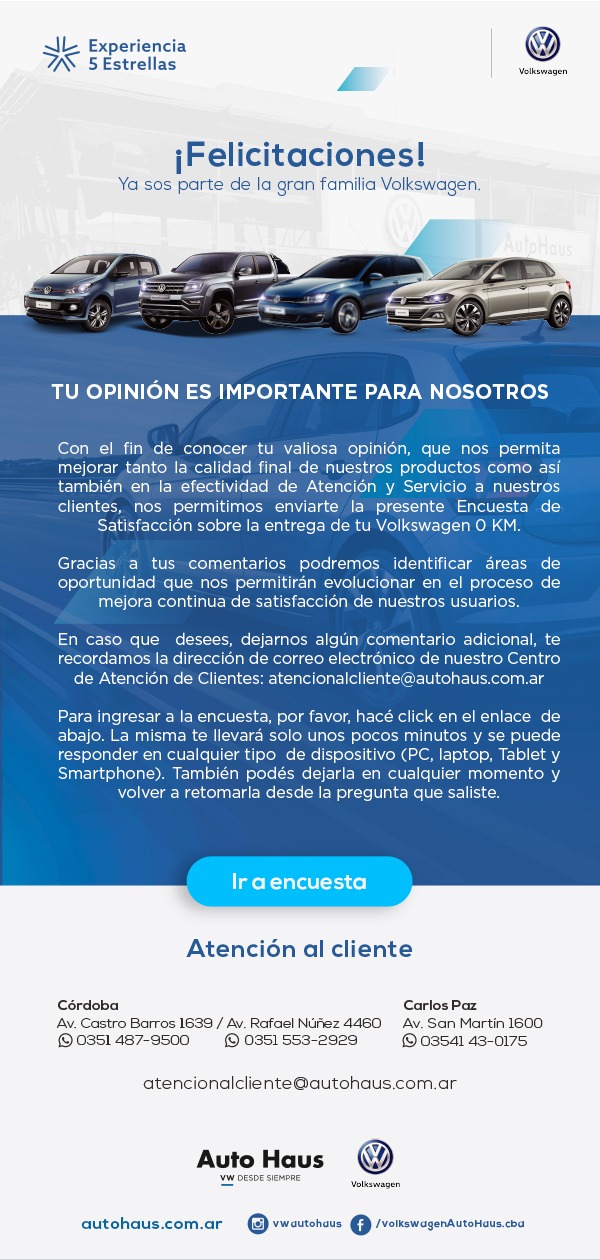 Experiencia
5 Estrellas
Volkswagen
¡Felicitaciones!
Ya sos parte de la gran familia Volkswagen.
AutoHaus
TU OPINIÓN ES IMPORTANTE PARA NOSOTROS
Con el fin de conocer tu valiosa opinión, que nos permita
mejorar tanto la calidad final de nuestros productos como así
también en la efectividad de Atención y Servicio a nuestros
clientes, nos permitimos enviarte la presente Encuesta de
Satisfacción sobre la entrega de tu Volkswagen 0 KM.
Gracias a tus comentarios podremos identificar áreas de
oportunidad que nos permitirán evolucionar en el proceso de
mejora continua de satisfacción de nuestros usuarios.
En caso que desees, dejarnos algún comentario adicional, te
recordamos la dirección de correo electrónico de nuestro Centro
de Atención de Clientes: atencionalcliente@autohaus.com.ar
Para ingresar a la encuesta, por favor, hacé click en el enlace de
abajo. La misma te llevará solo unos pocos minutos y se puede
responder en cualquier tipo de dispositivo (PC, laptop, Tablet y
Smartphone). También podés dejarla en cualquier momento y
volver a retomarla desde la pregunta que saliste.
Ir a encuesta
Atención al cliente
Córdoba
Av. Castro Barros 1639 / Av. Rafael Núñez 4460
0351 487-9500 0351 553-2929
Carlos Paz
Av. San Martín 1600
03541 43-0175
atencionalcliente@autohaus.com.ar
Auto Haus
VW DESDE SIEMPRE
Volkswagen
autohaus.com.ar vwautohaus /volkswagenAutoHaus.cba